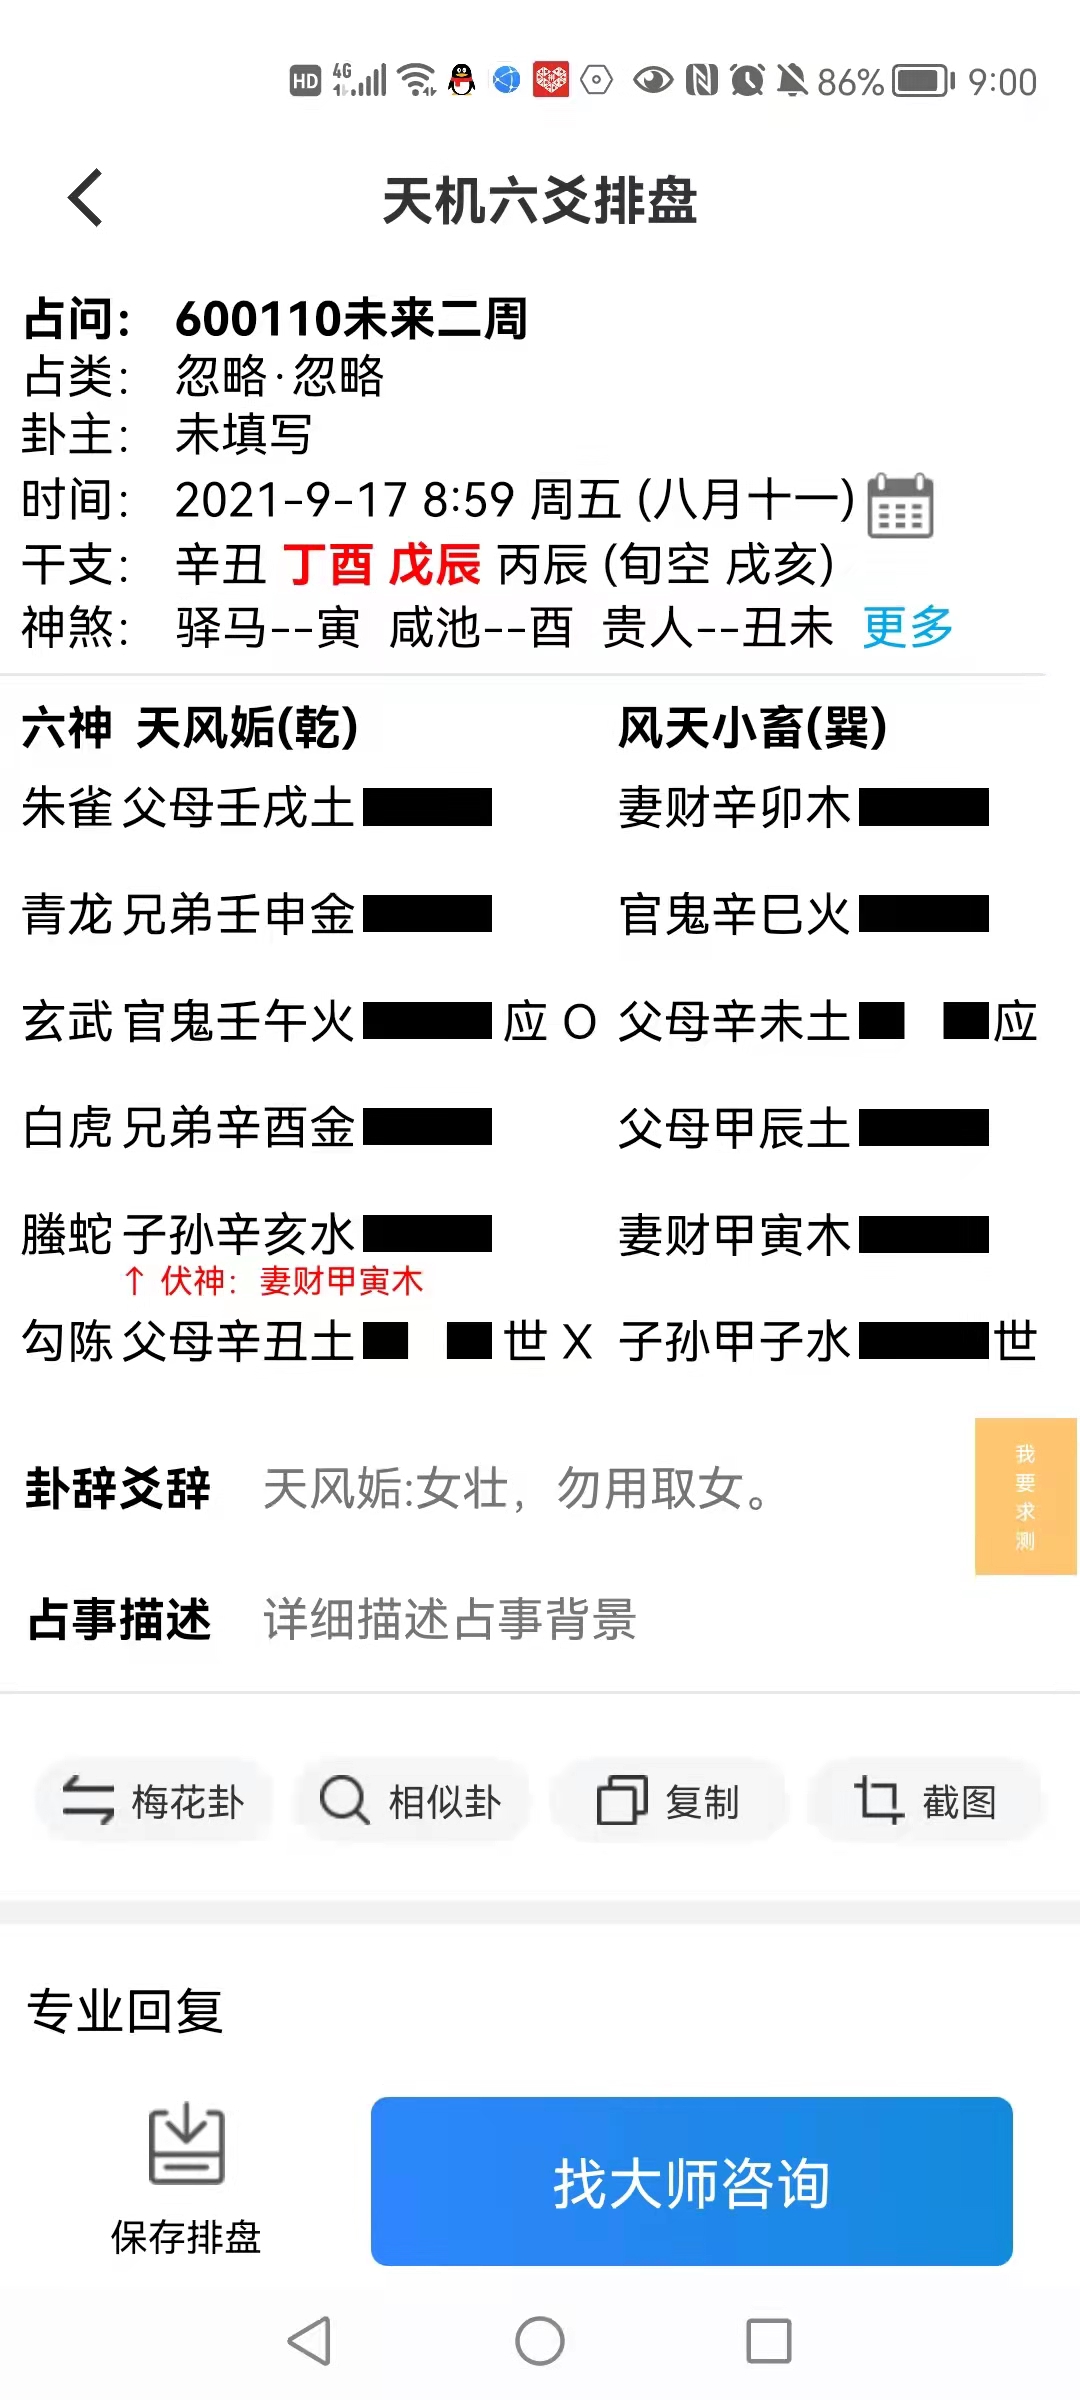 HD 4G 86% 9:00
天机六爻排盘
占问： 600110未来二周
占类： 忽略·忽略
卦主： 未填写
时间： 2021-9-17 8:59 周五 (八月十一)
干支： 辛丑 丁酉 戊辰 丙辰 (旬空 戌亥)
神煞： 驿马--寅 咸池--酉 贵人--丑未 更多
六神 天风姤(乾) 风天小畜(巽)
朱雀 父母壬戌土 妻财辛卯木
青龙 兄弟壬申金 官鬼辛巳火
玄武 官鬼壬午火 应 O 父母辛未土 应
白虎 兄弟辛酉金 父母甲辰土
螣蛇 子孙辛亥水 妻财甲寅木
↑ 伏神：妻财甲寅木
勾陈 父母辛丑土 世 X 子孙甲子水 世
卦辞爻辞 天风姤:女壮，勿用取女。
我要求测
占事描述 详细描述占事背景
梅花卦 相似卦 复制 截图
专业回复
保存排盘 找大师咨询